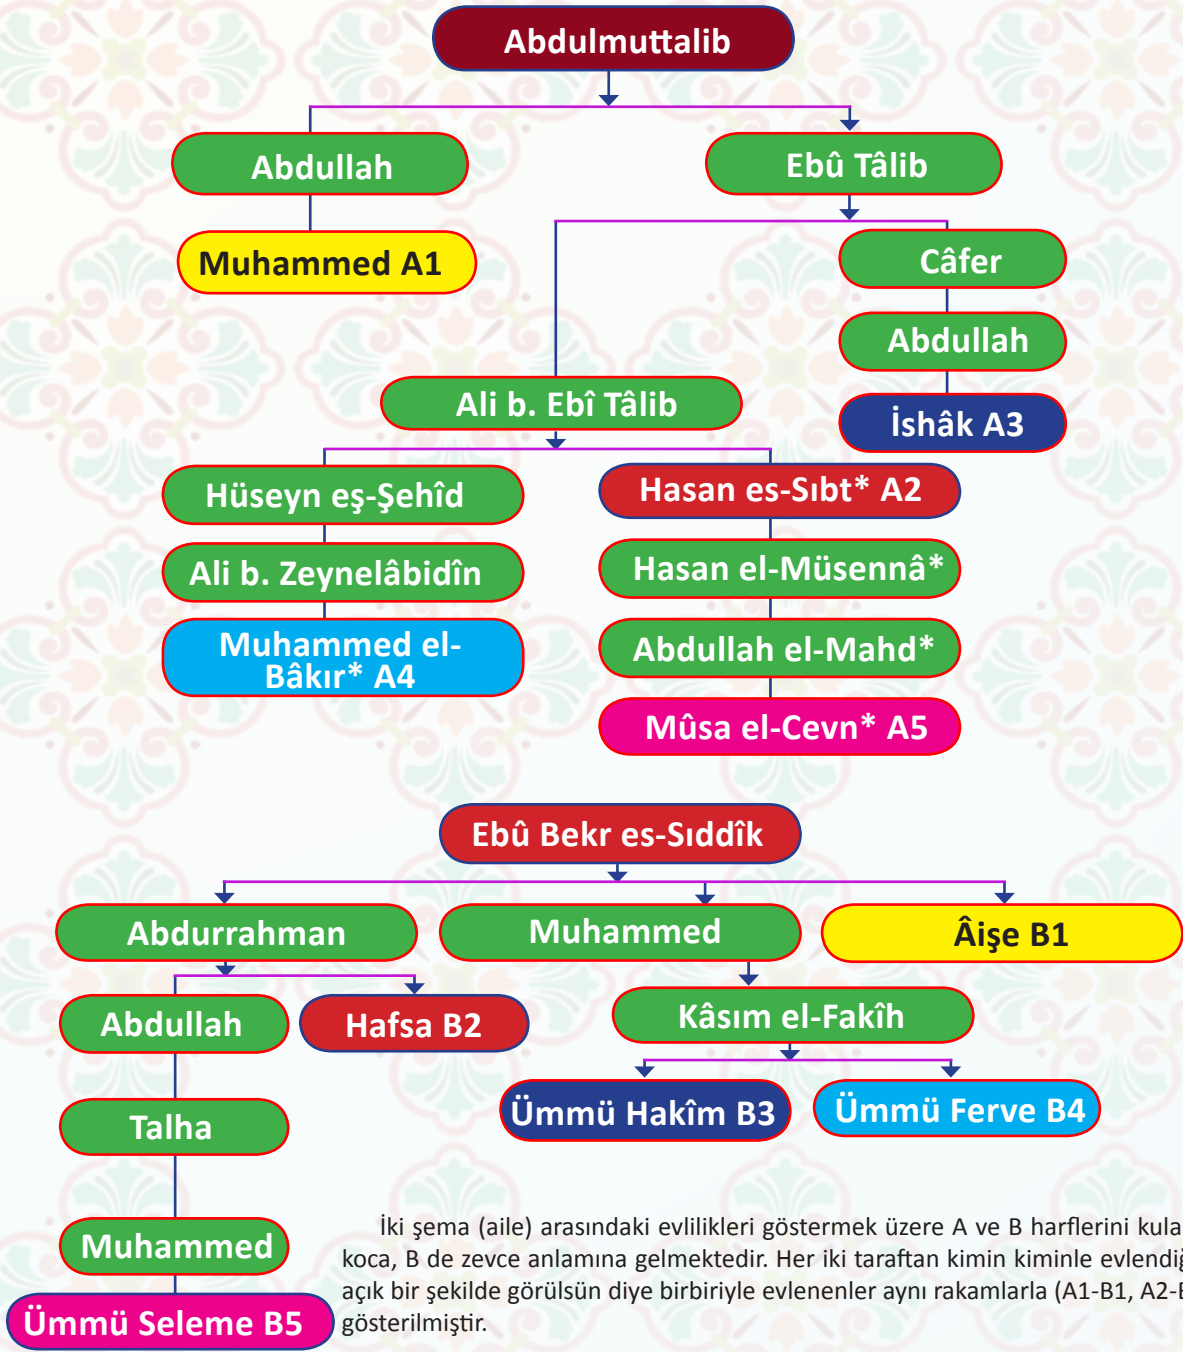 Abdulmuttalib
Abdullah
Ebû Tâlib
Muhammed A1
Câfer
Abdullah
İshâk A3
Ali b. Ebî Tâlib
Hüseyn eş-Şehîd
Hasan es-Sıbt* A2
Ali b. Zeynelâbidîn
Hasan el-Müsennâ*
Muhammed el-
Bâkır* A4
Abdullah el-Mahd*
Mûsa el-Cevn* A5
Ebû Bekr es-Sıddîk
Abdurrahman
Muhammed
Âişe B1
Abdullah
Hafsa B2
Kâsım el-Fakîh
Ümmü Hakîm B3
Ümmü Ferve B4
Talha
Muhammed
Ümmü Seleme B5
İki şema (aile) arasındaki evlilikleri göstermek üzere A ve B harflerini kula
koca, B de zevce anlamına gelmektedir. Her iki taraftan kimin kiminle evlendiğ
açık bir şekilde görülsün diye birbiriyle evlenenler aynı rakamlarla (A1-B1, A2-
gösterilmiştir.